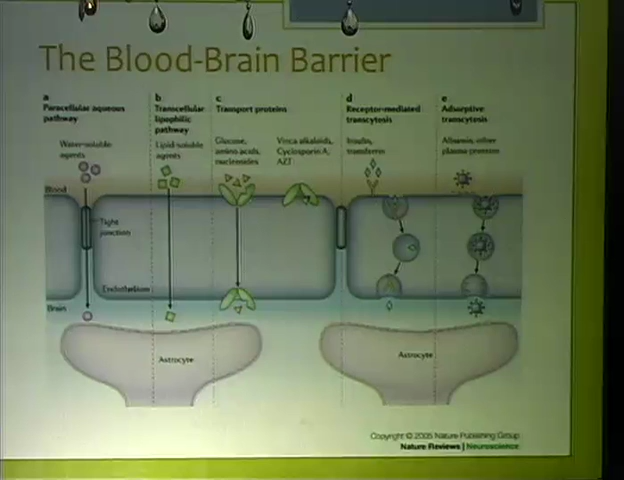 The Blood-Brain Barrier
a
Paracellular aqueous
pathway
b
Transcellular
lipophilic
pathway
c
Transport proteins
d
Receptor-mediated
transcytosis
e
Adsorptive
transcytosis
Water-soluble
agents
Lipid-soluble
agents
Glucose,
amino acids,
nucleosides
Vinca alkaloids,
Cyclosporin A,
AZT
Insulin,
transferrin
Albumin, other
plasma proteins
Blood
Tight
junction
Endothelium
Brain
Astrocyte
Astrocyte
Copyright © 2005 Nature Publishing Group
Nature Reviews | Neuroscience